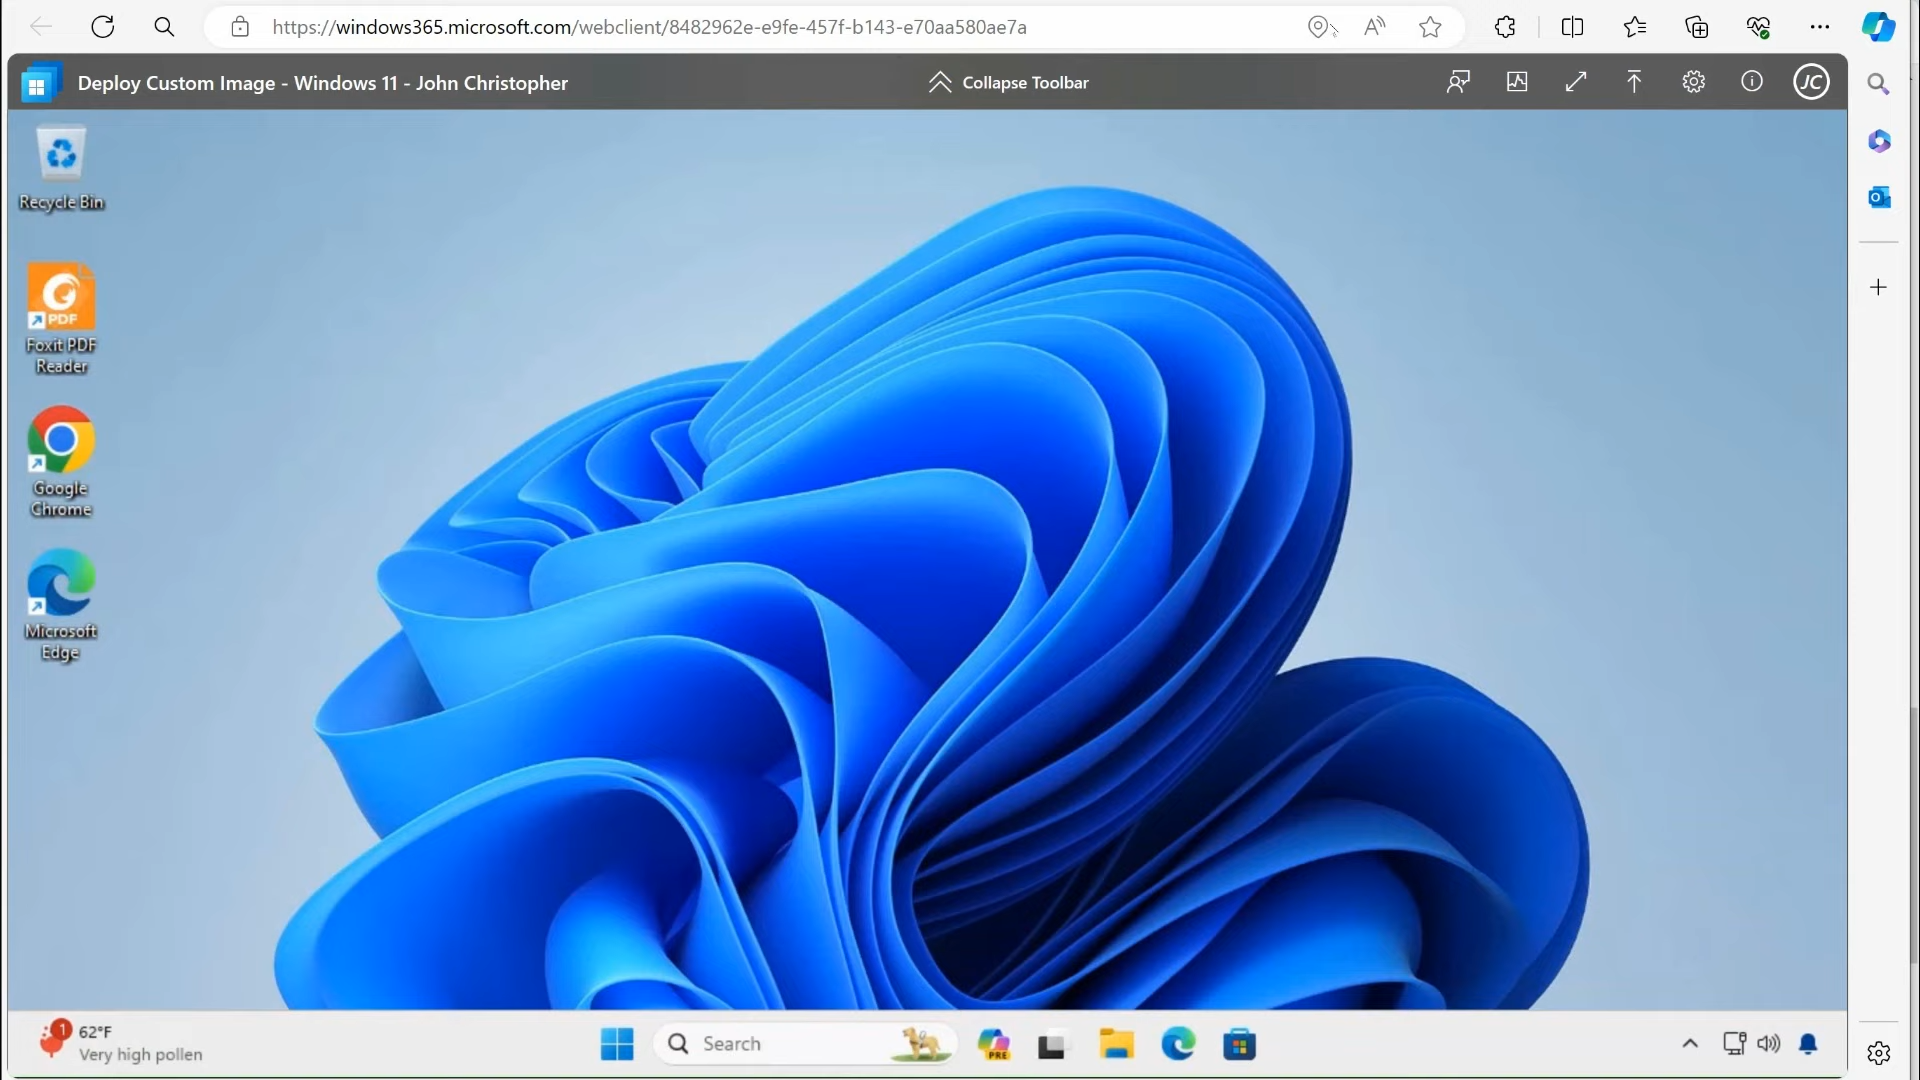 https://windows365.microsoft.com/webclient/8482962e-e9fe-457f-b143-e70aa580ae7a
Deploy Custom Image - Windows 11 - John Christopher
Collapse Toolbar
JC
Recycle Bin
PDF
Foxit PDF
Reader
Google
Chrome
Microsoft
Edge
1
62°F
Very high pollen
Search
PRE